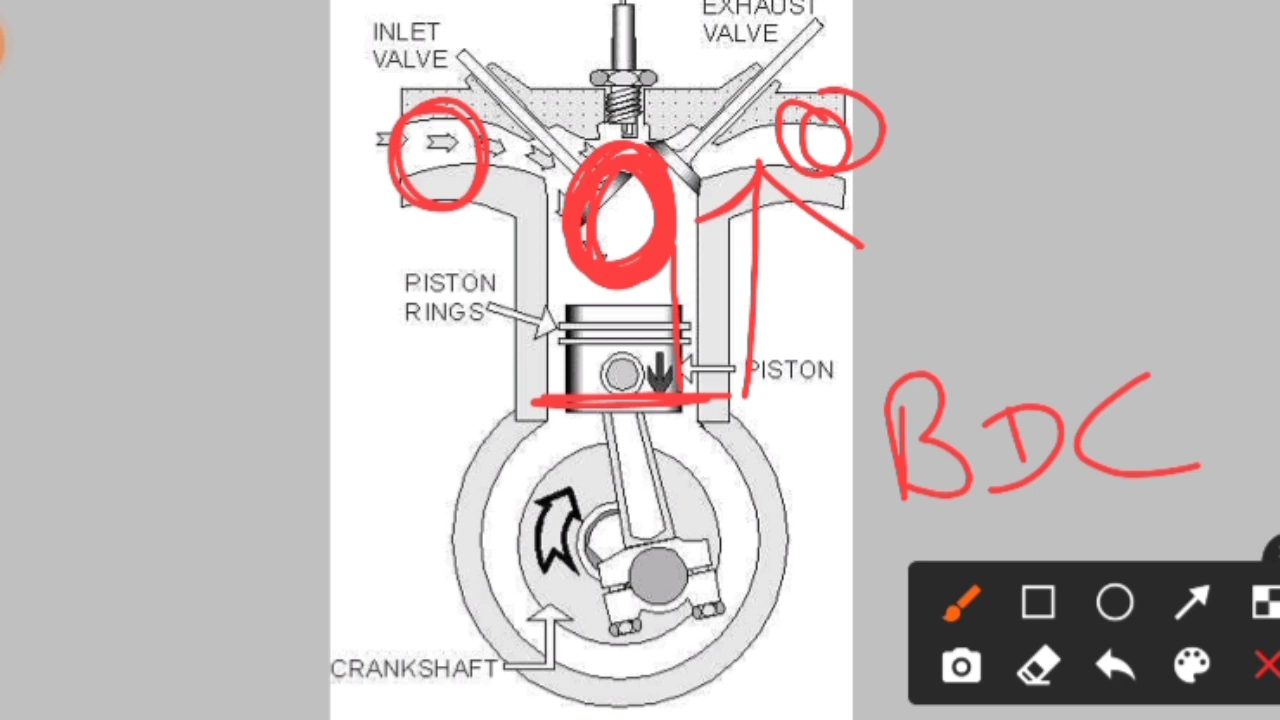 EXHAUST
VALVE
INLET
VALVE
PISTON
RINGS
PISTON
BDC
CRANKSHAFT